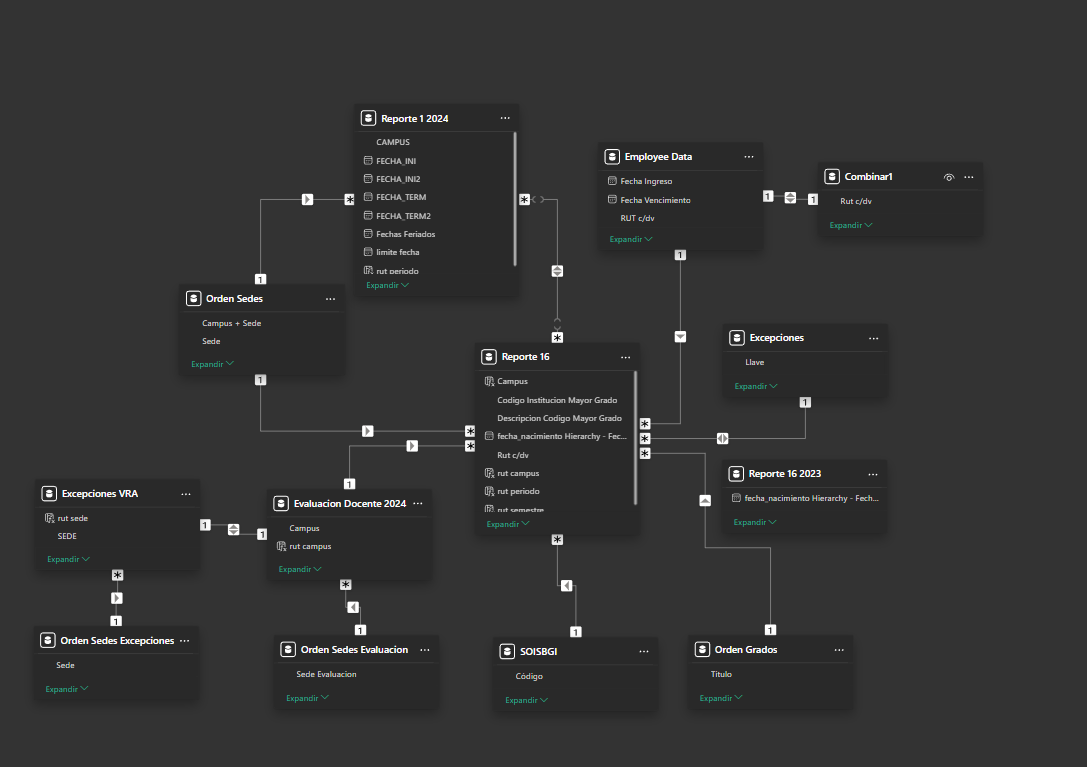 Reporte 1 2024
CAMPUS
FECHA_INI
FECHA_INI2
FECHA_TERM
FECHA_TERM2
Fechas Feriados
limite fecha
rut periodo
Expandir
Employee Data
Fecha Ingreso
Fecha Vencimiento
RUT c/dv
Expandir
1
1
Combinar1
Rut c/dv
Expandir
*
*
1
Orden Sedes
Campus + Sede
Sede
Expandir
1
1
*
Reporte 16
Campus
Codigo Institucion Mayor Grado
Descripcion Codigo Mayor Grado
fecha_nacimiento Hierarchy - Fec...
Rut c/dv
rut campus
rut periodo
rut semestre
Expandir
*
*
*
*
*
*
Excepciones
Llave
Expandir
1
Reporte 16 2023
fecha_nacimiento Hierarchy - Fech...
Expandir
Excepciones VRA
rut sede
SEDE
Expandir
1
1
1
Evaluacion Docente 2024
Campus
rut campus
Expandir
*
1
*
1
Orden Sedes Excepciones
Sede
Expandir
1
Orden Sedes Evaluacion
Sede Evaluacion
Expandir
1
SOISBGI
Código
Expandir
1
Orden Grados
Título
Expandir